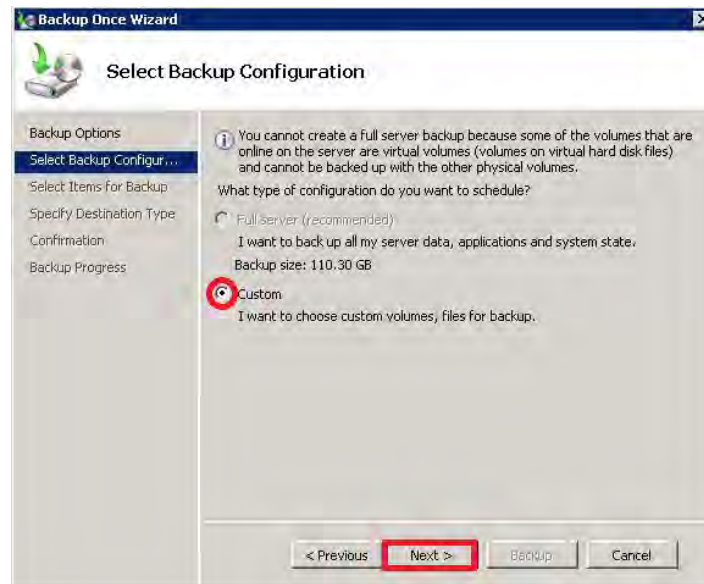 Backup Once Wizard
Select Backup Configuration
Backup Options
Select Backup Configur...
Select Items for Backup
Specify Destination Type
Confirmation
Backup Progress
You cannot create a full server backup because some of the volumes that are
online on the server are virtual volumes (volumes on virtual hard disk files)
and cannot be backed up with the other physical volumes.
What type of configuration do you want to schedule?
Full server (recommended)
I want to back up all my server data, applications and system state.
Backup size: 110.30 GB
Custom
I want to choose custom volumes, files for backup.
< Previous
Next >
Backup
Cancel